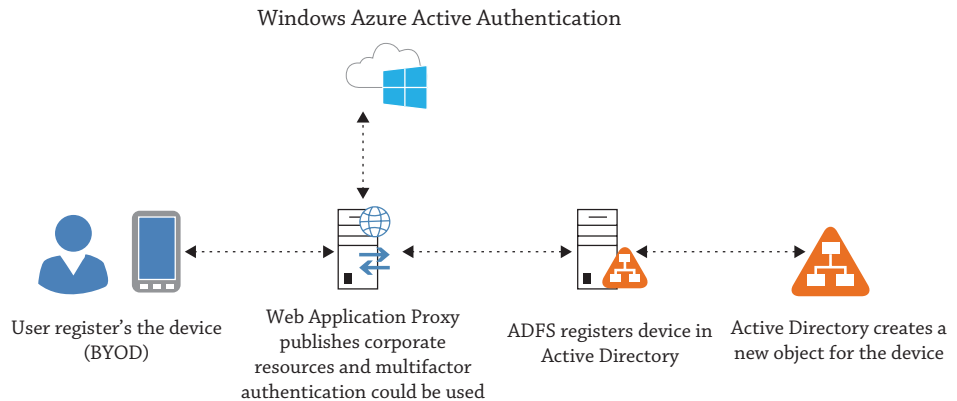 Windows Azure Active Authentication
User register's the device
(BYOD)
Web Application Proxy
publishes corporate
resources and multifactor
authentication could be used
ADFS registers device in
Active Directory
Active Directory creates a
new object for the device